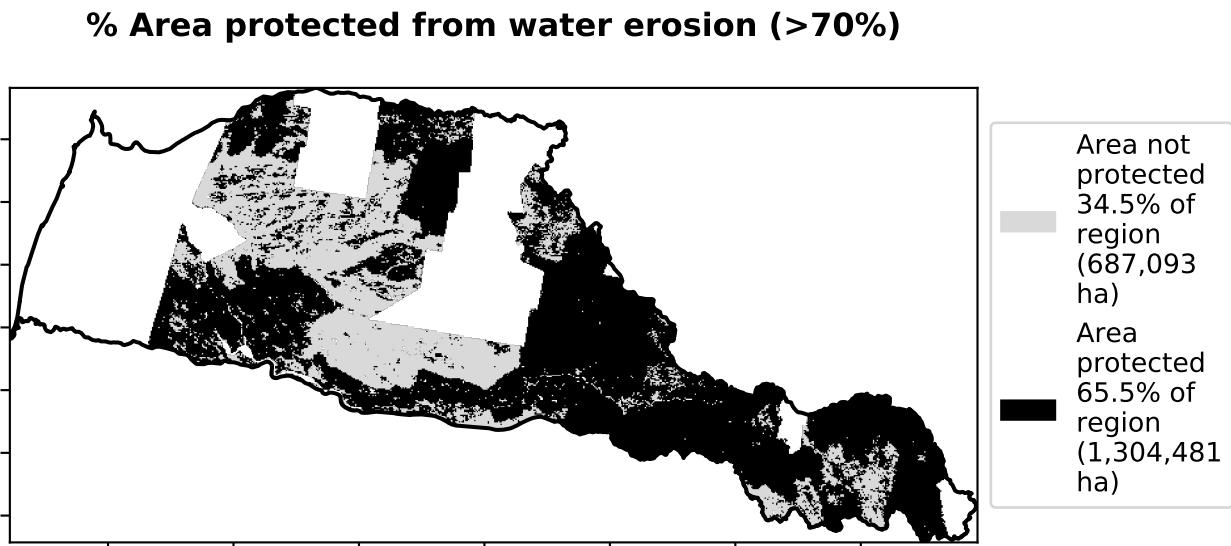 % Area protected from water erosion (>70%)
Area not
protected
34.5% of
region
(687,093
ha)
Area
protected
65.5% of
region
(1,304,481
ha)